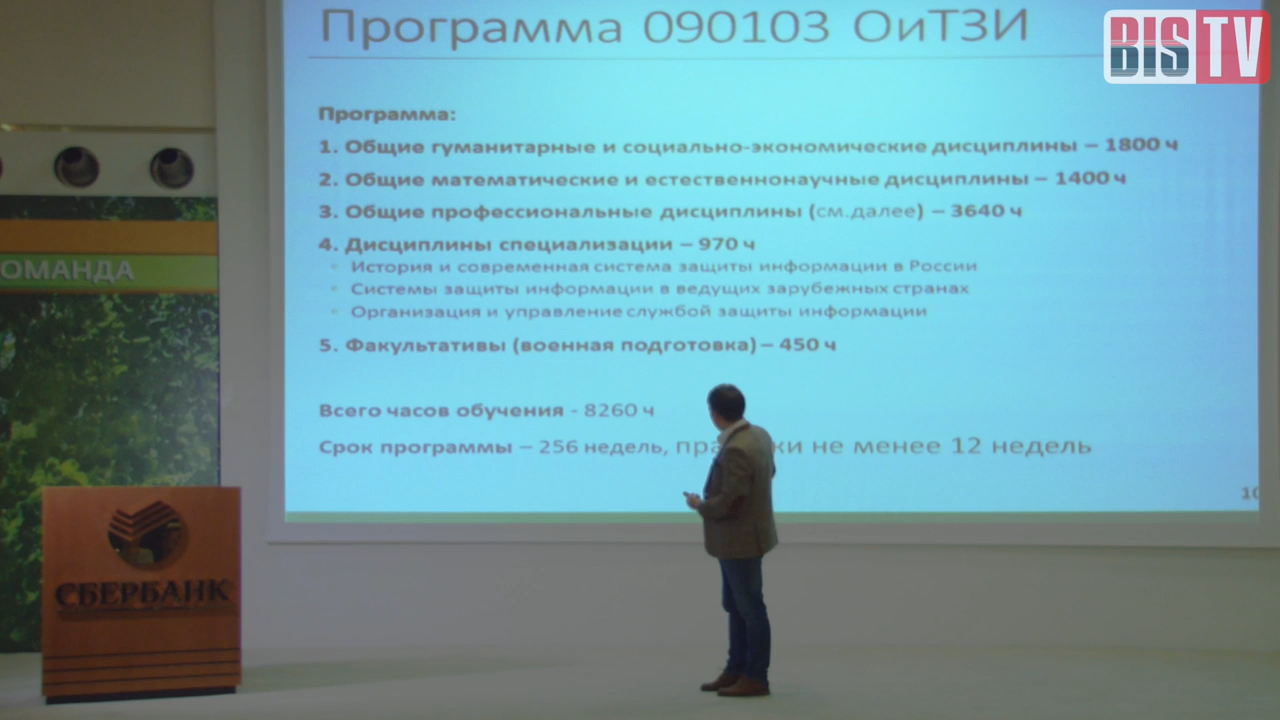 Программа 090103 ОиТЗИ
BISTV
Программа:
1. Общие гуманитарные и социально-экономические дисциплины – 1800 ч
2. Общие математические и естественнонаучные дисциплины – 1400 ч
3. Общие профессиональные дисциплины (см.далее) – 3640 ч
4. Дисциплины специализации – 970 ч
• История и современная система защиты информации в России
• Системы защиты информации в ведущих зарубежных странах
• Организация и управление службой защиты информации
5. Факультативы (военная подготовка) – 450 ч
Всего часов обучения - 8260 ч
Срок программы – 256 недель, не менее 12 недель
10
ОМАНДА
СБЕРБАНК